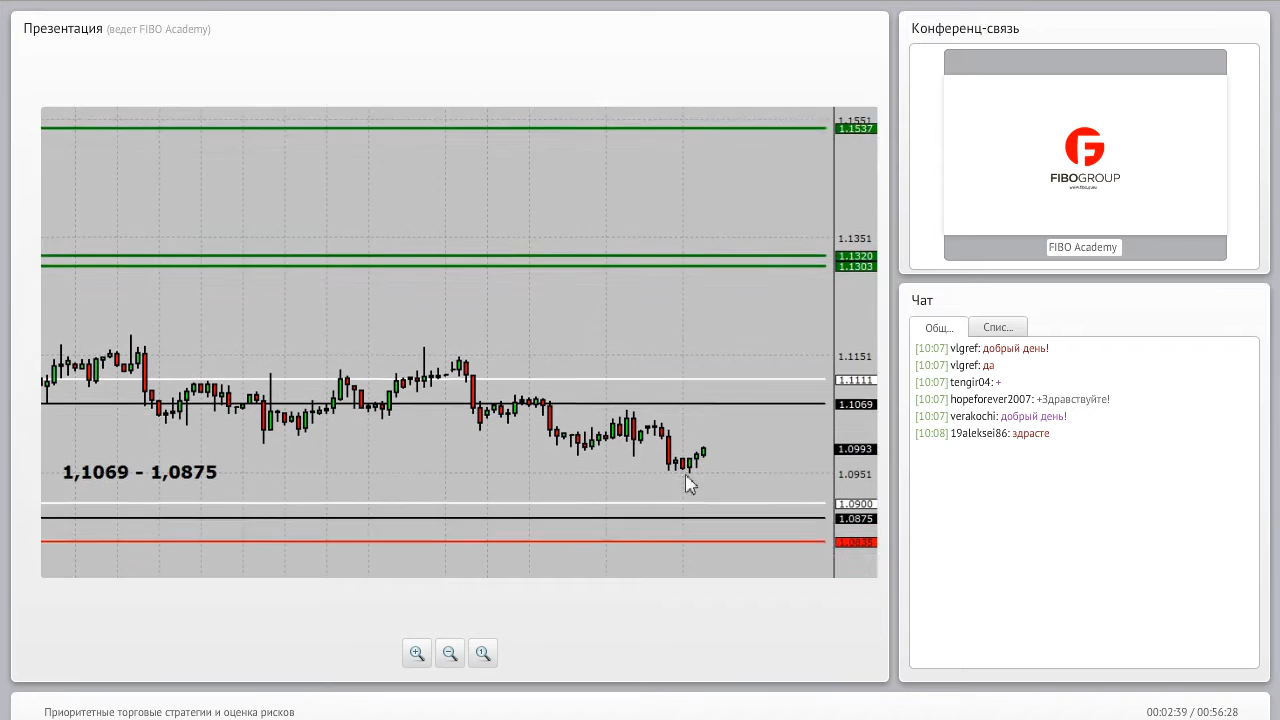 Презентация (ведет FIBO Academy)
1.1551
1.1537
1.1351
1.1320
1.1303
1.1151
1.1111
1.1069
1.0993
1.0951
1.0900
1.0875
1.0835
1,1069 - 1,0875
Конференц-связь
FIBOGROUP
FIBO Academy
Чат
Общ...
Спис...
[10:07] vlgref: добрый день!
[10:07] vlgref: да
[10:07] tengir04: +
[10:07] hopeforever2007: +Здравствуйте!
[10:07] verakochi: добрый день!
[10:08] 19aleksei86: здрасте
Приоритетные торговые стратегии и оценка рисков
00:02:39 / 00:56:28